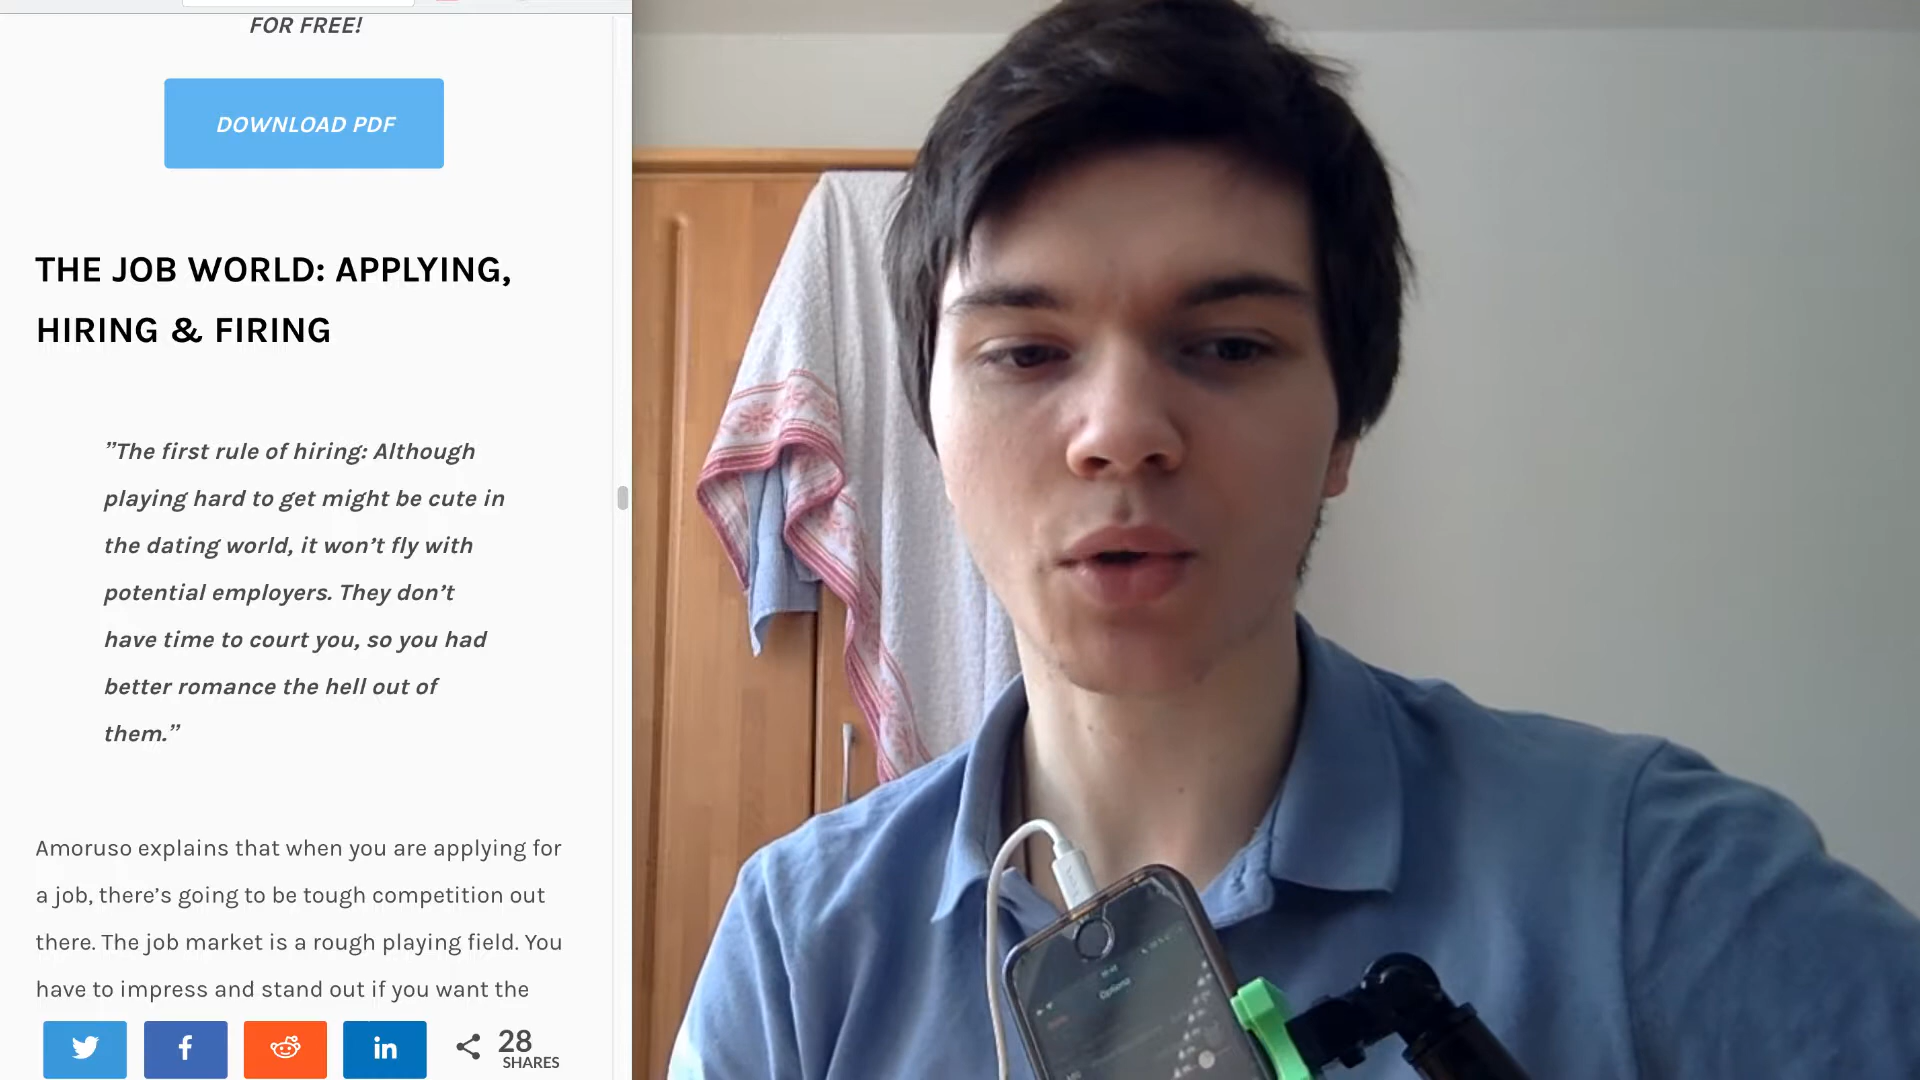 FOR FREE!
DOWNLOAD PDF
THE JOB WORLD: APPLYING,
HIRING & FIRING
”The first rule of hiring: Although
playing hard to get might be cute in
the dating world, it won’t fly with
potential employers. They don’t
have time to court you, so you had
better romance the hell out of
them.”
Amoruso explains that when you are applying for
a job, there’s going to be tough competition out
there. The job market is a rough playing field. You
have to impress and stand out if you want the
28
SHARES
Options